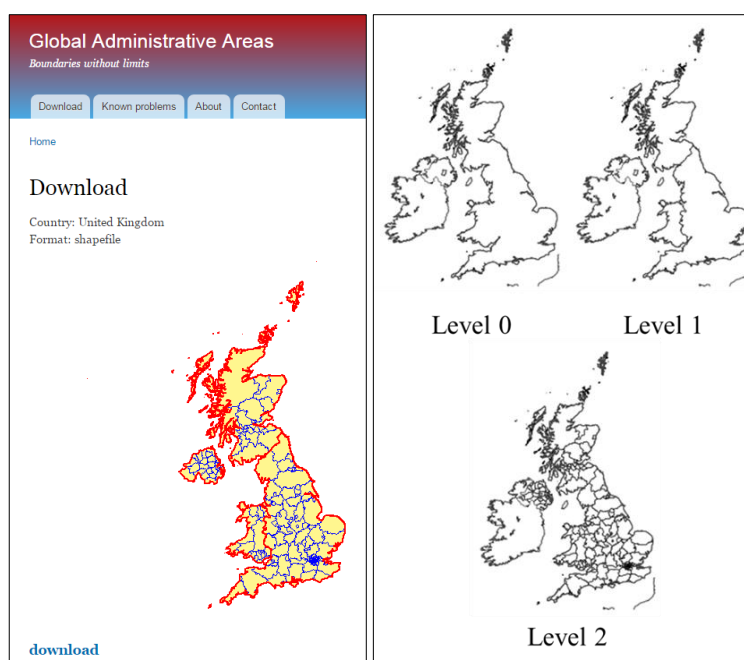 Global Administrative Areas
Boundaries without limits
Download
Known problems
About
Contact
Home
Download
Country: United Kingdom
Format: shapefile
download
Level 0
Level 1
Level 2